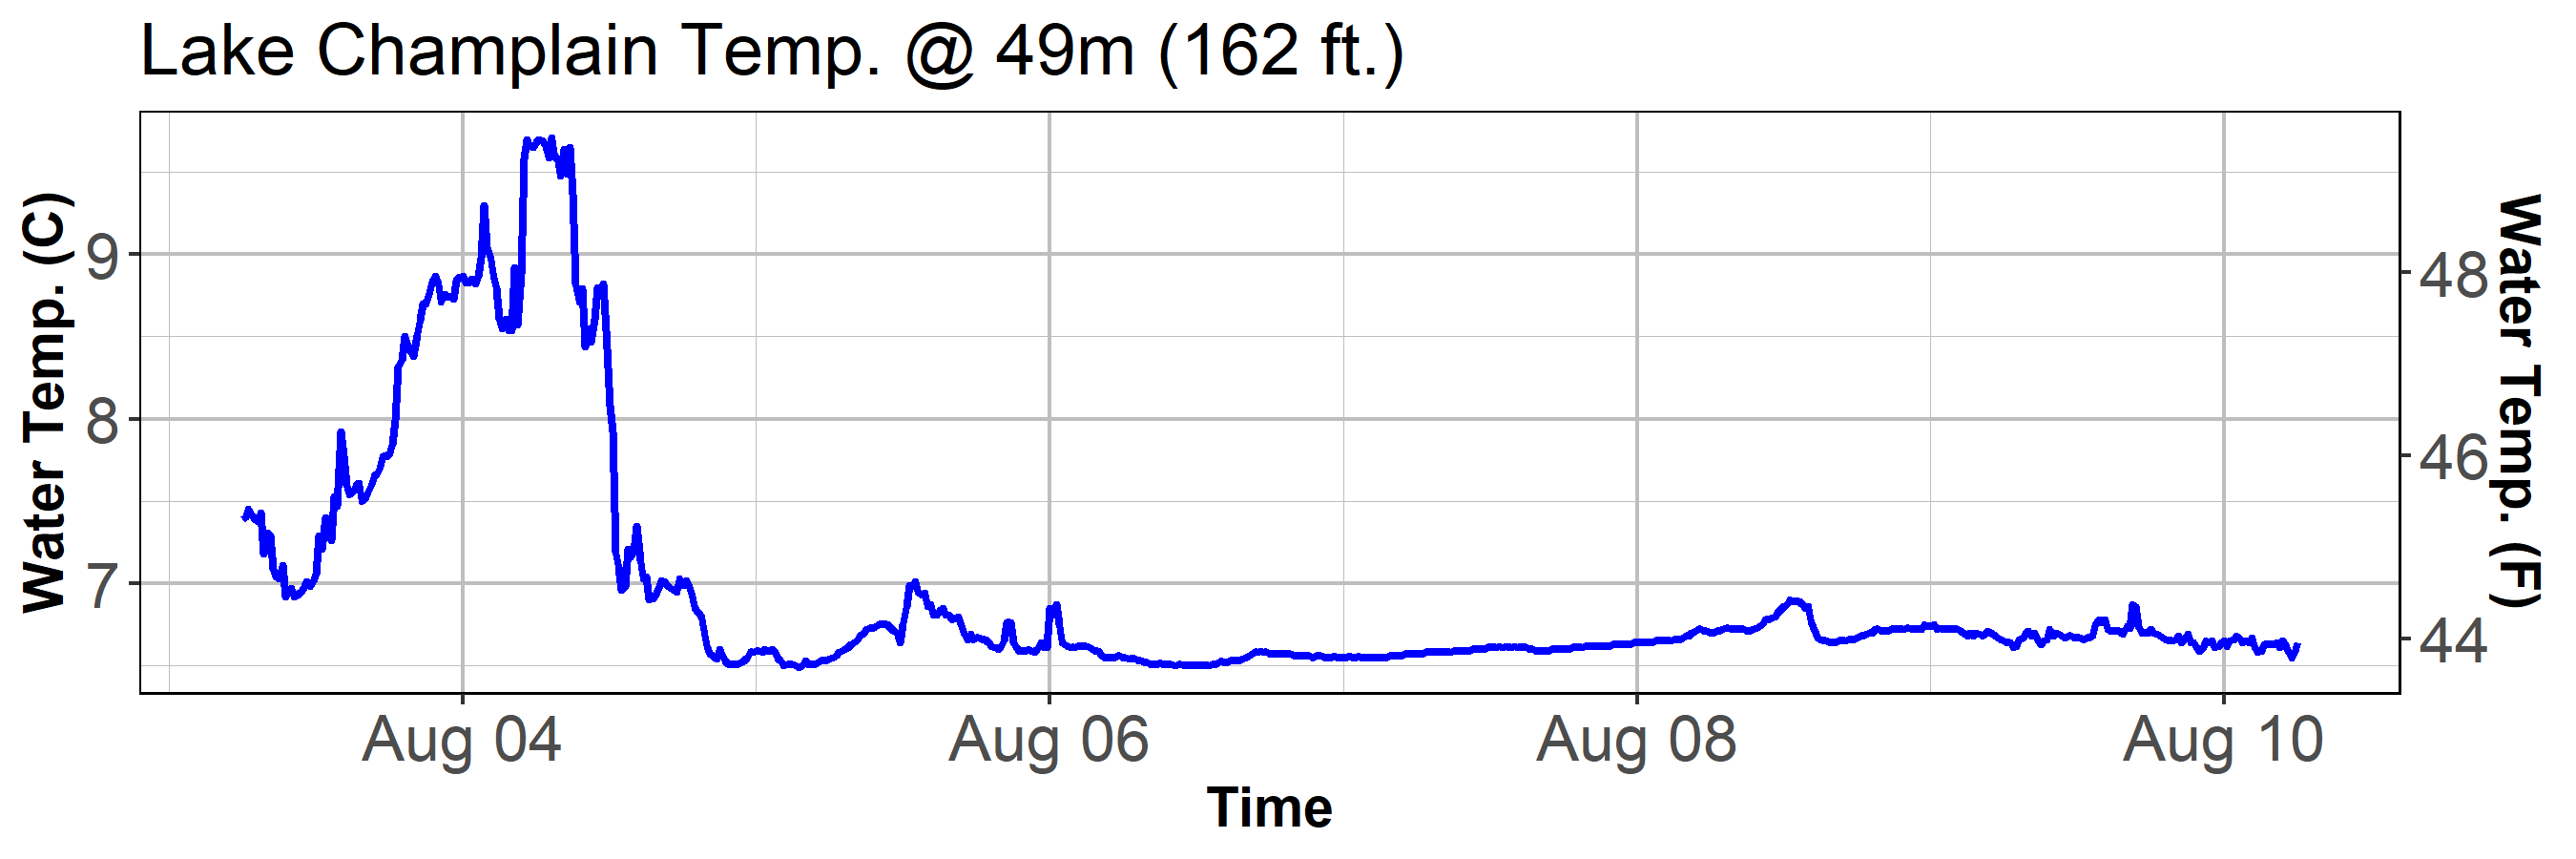 Lake Champlain Temp. @ 49m (162 ft.)
Water Temp. (C)
9
8
7
48
46
44
Water Temp. (F)
Aug 04 Aug 06 Aug 08 Aug 10
Time